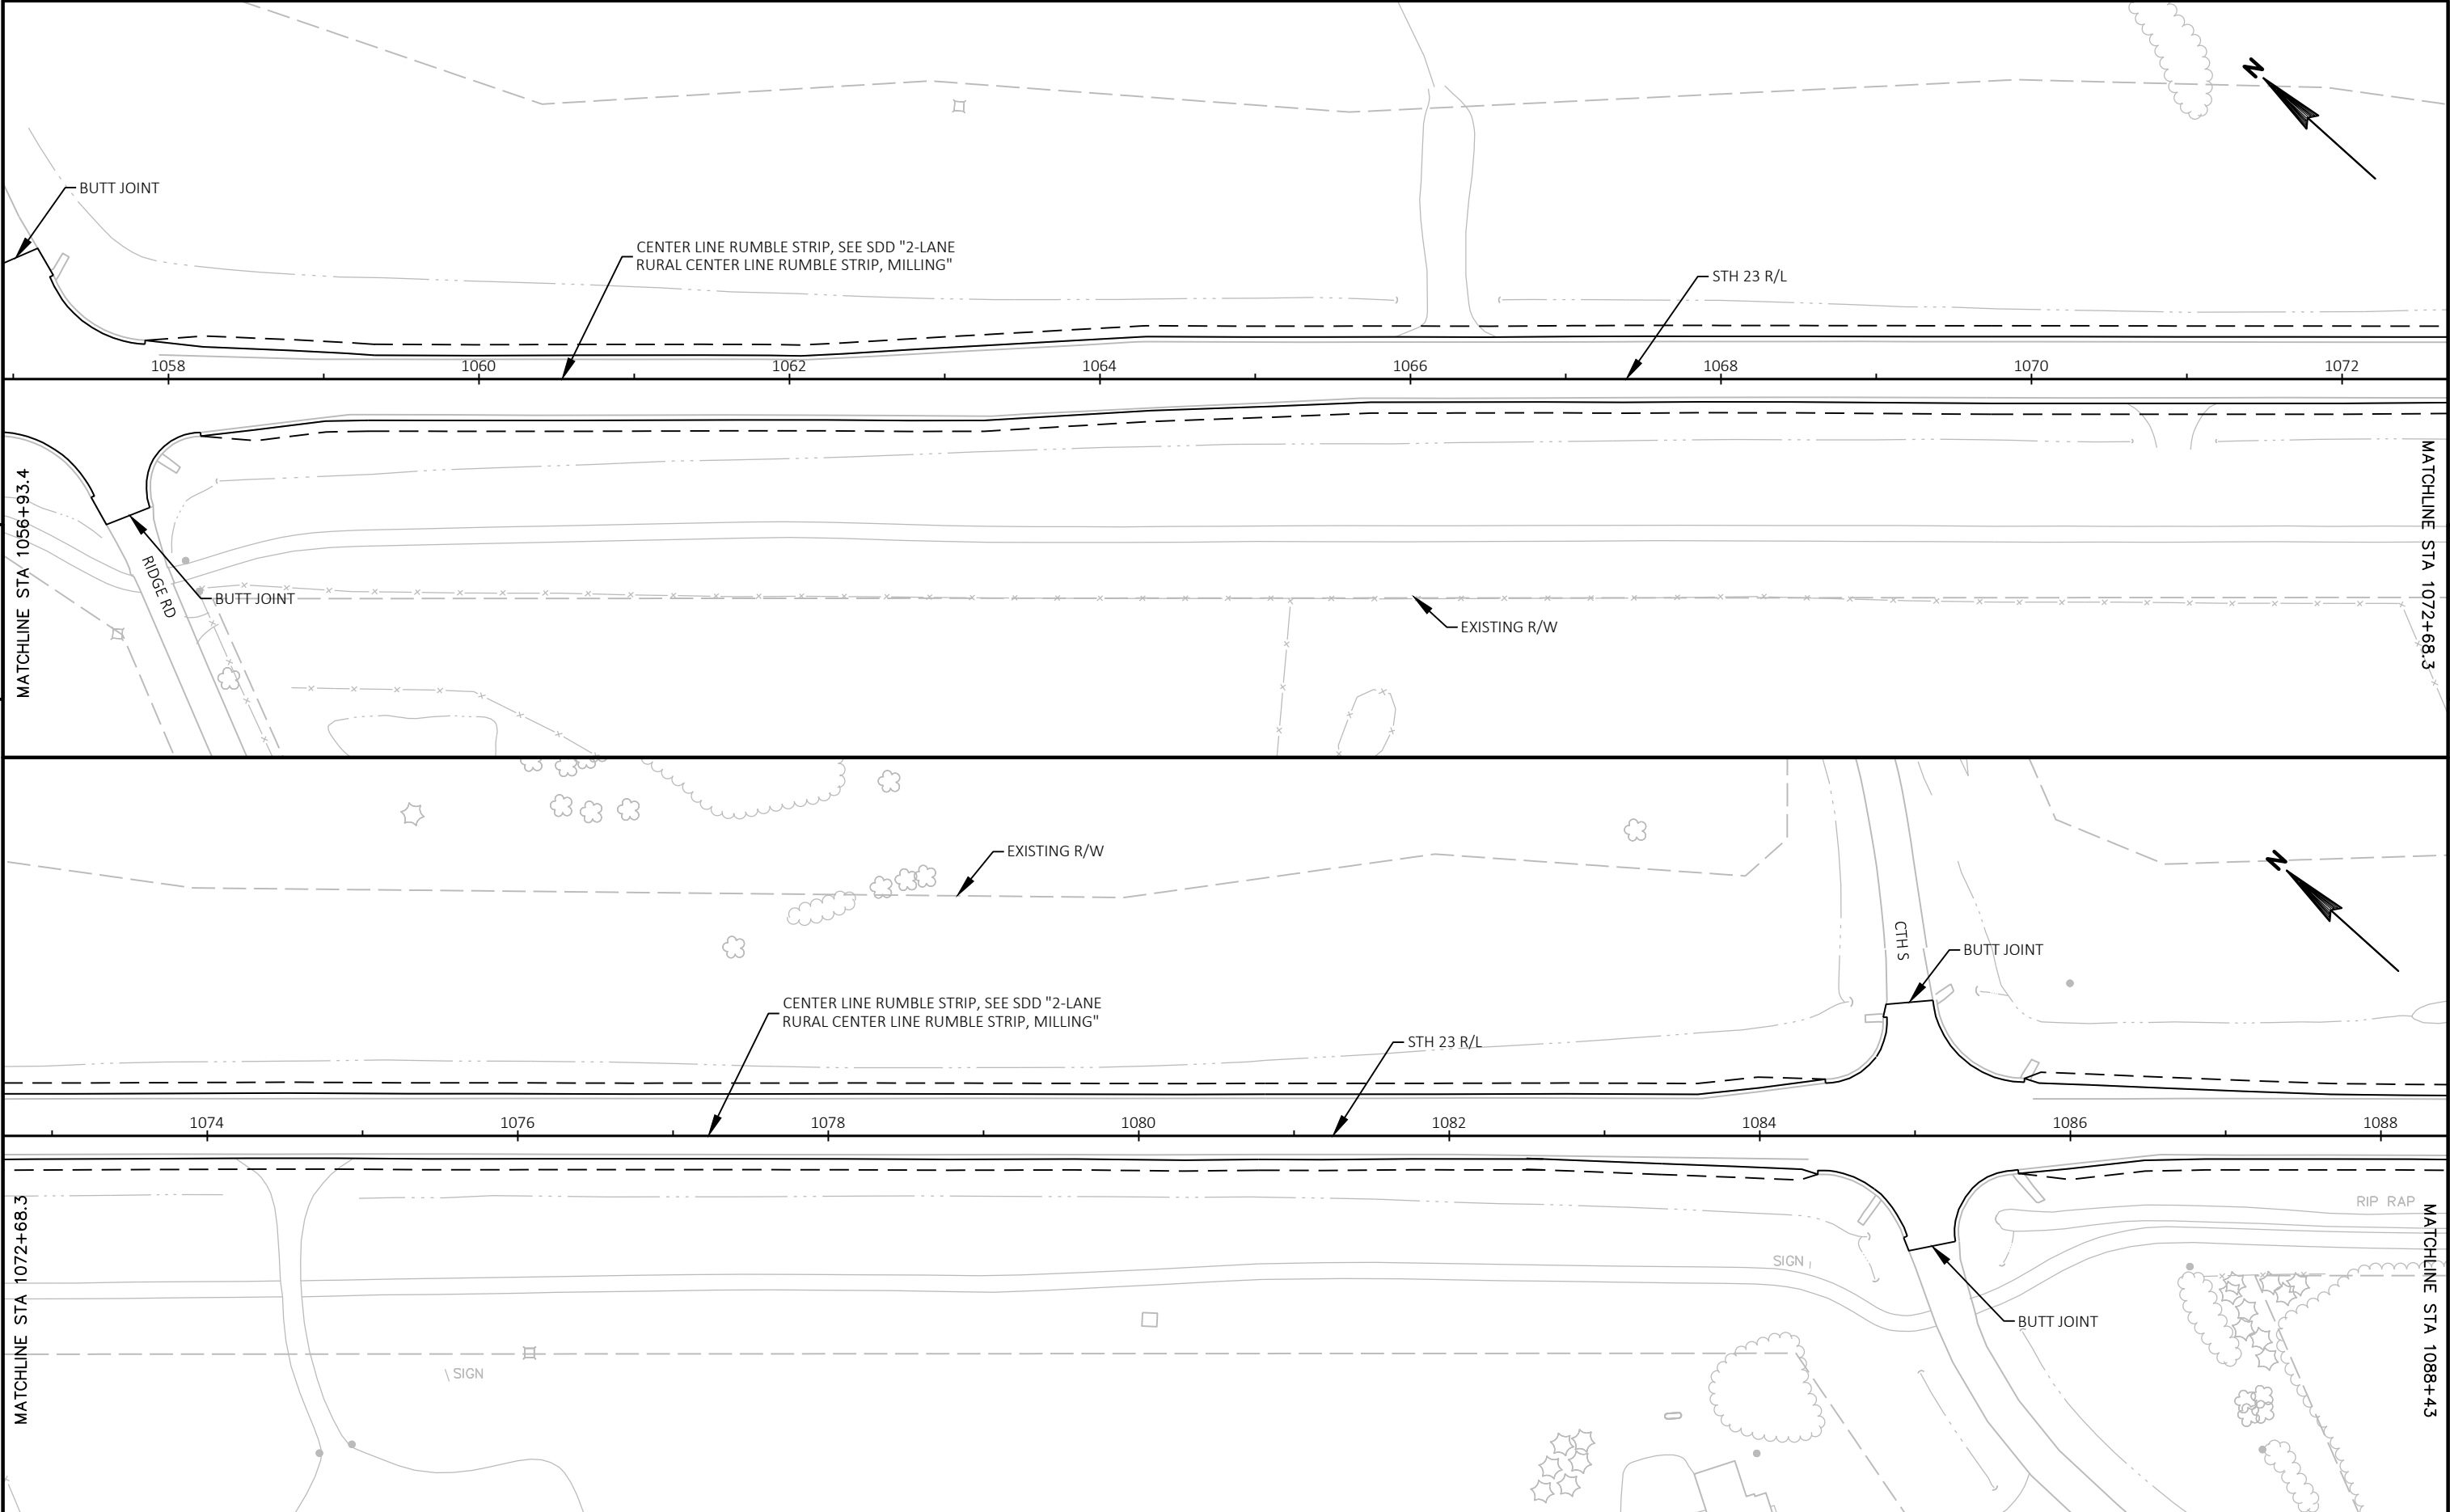 N
BUTT JOINT
CENTER LINE RUMBLE STRIP, SEE SDD "2-LANE
RURAL CENTER LINE RUMBLE STRIP, MILLING"
STH 23 R/L
1058 1060 1062 1064 1066 1068 1070 1072
MATCHLINE STA 1056+93.4
MATCHLINE STA 1072+68.3
RIDGE RD
BUTT JOINT
EXISTING R/W
EXISTING R/W
N
CTH S
BUTT JOINT
CENTER LINE RUMBLE STRIP, SEE SDD "2-LANE
RURAL CENTER LINE RUMBLE STRIP, MILLING"
STH 23 R/L
1074 1076 1078 1080 1082 1084 1086 1088
MATCHLINE STA 1072+68.3
RIP RAP
MATCHLINE STA 1088+43
SIGN
BUTT JOINT
SIGN